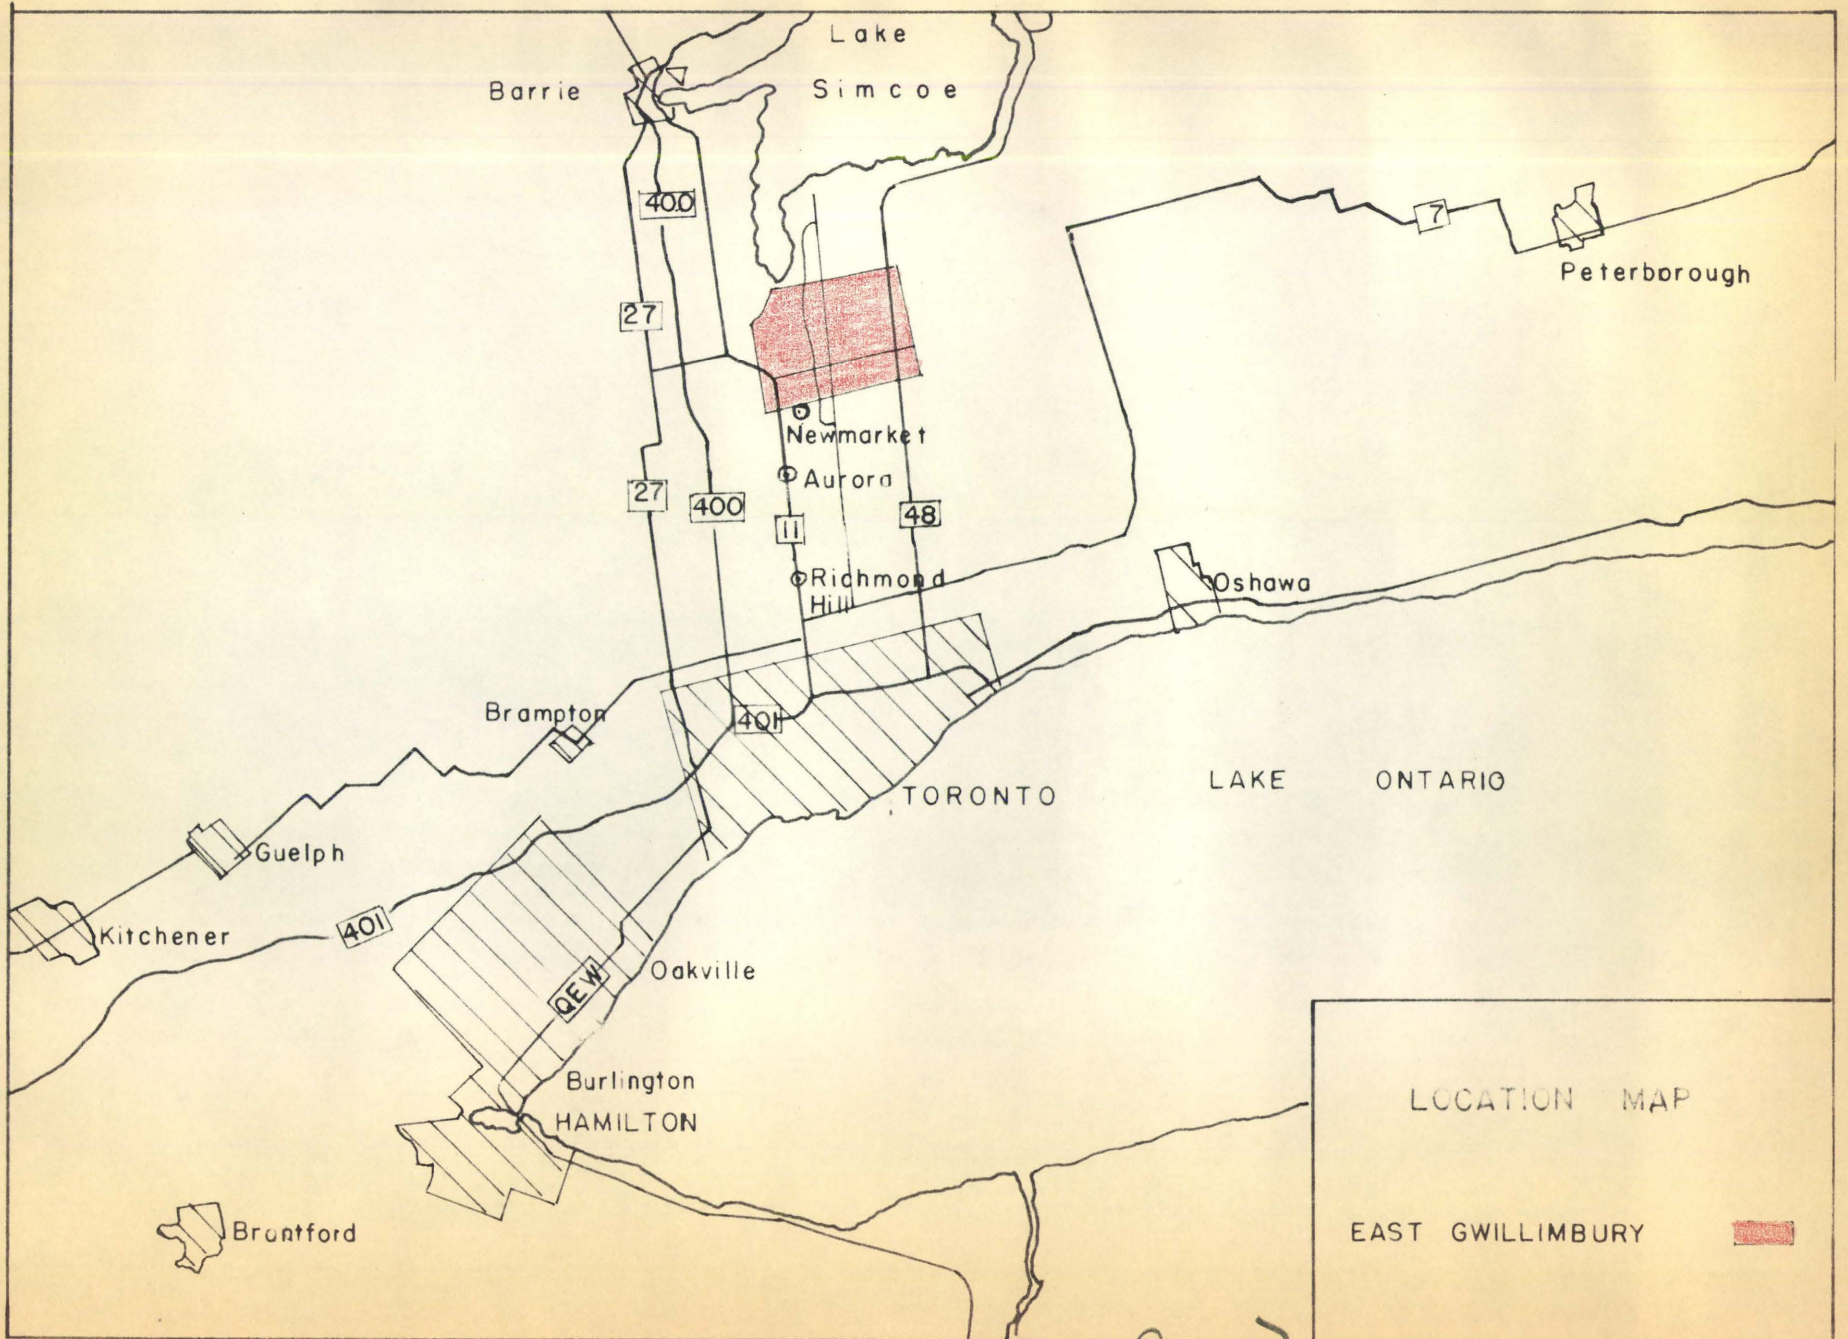 Lake
Simcoe
Barrie
400
7
Peterborough
27
Newmarket
Aurora
27
400
11
48
Richmond
Hill
Oshawa
Brampton
401
TORONTO
LAKE ONTARIO
Guelph
401
Kitchener
Oakville
QEW
Burlington
HAMILTON
Brantford
LOCATION MAP
EAST GWILLIMBURY